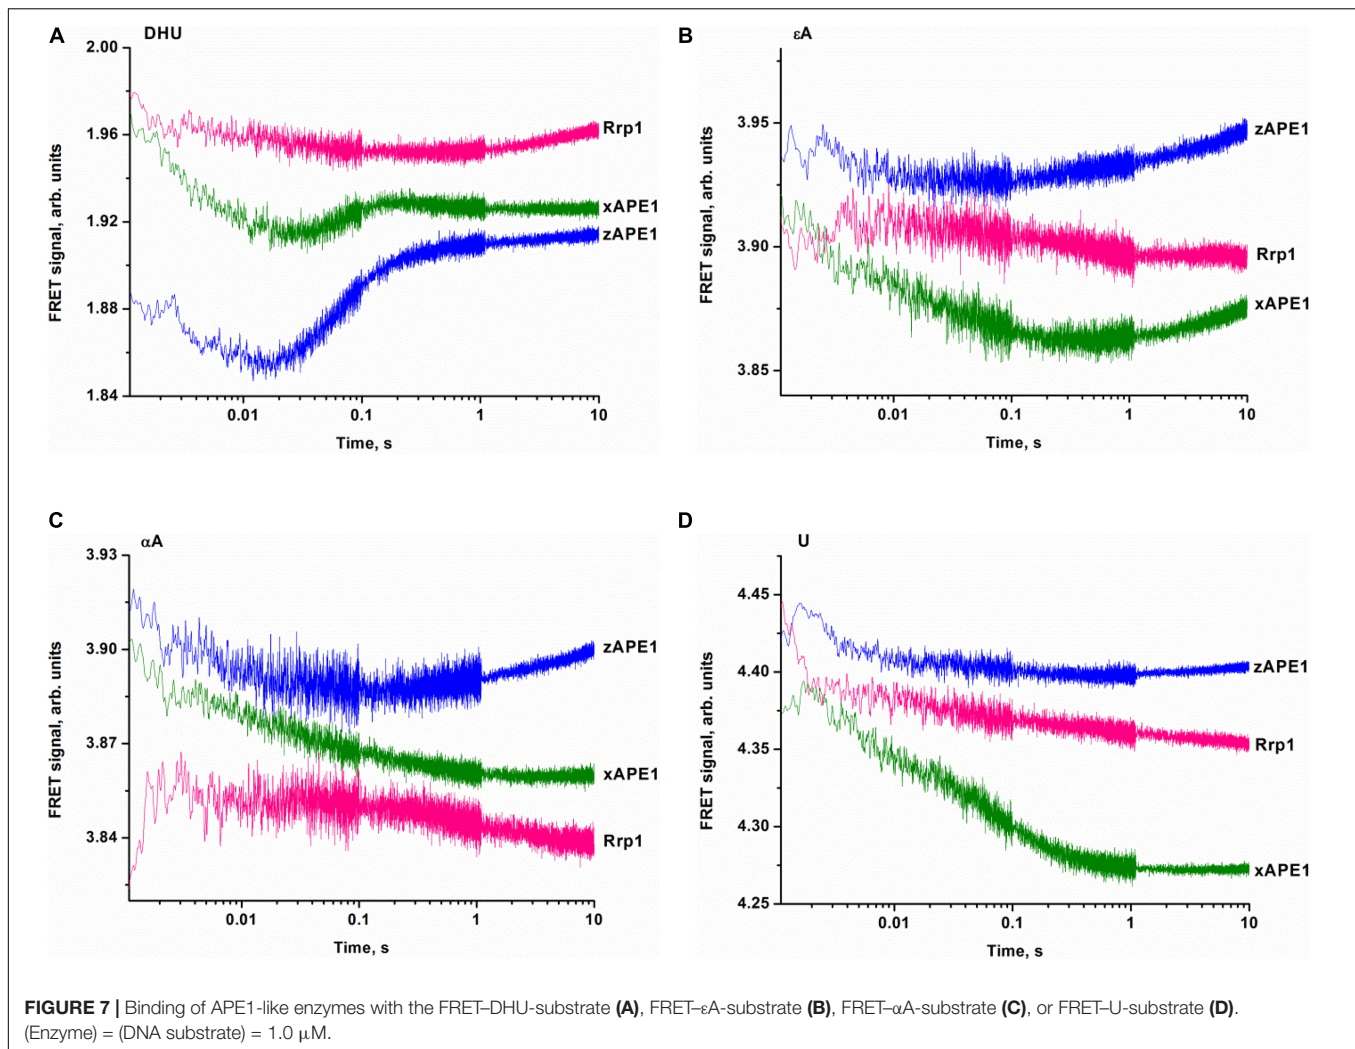 A
DHU
2.00
1.96
1.92
1.88
1.84
FRET signal, arb. units
Rrp1
xAPE1
zAPE1
0.01
0.1
1
10
Time, s
B
εA
3.95
3.90
3.85
FRET signal, arb. units
zAPE1
Rrp1
xAPE1
0.01
0.1
1
10
Time, s
C
αA
3.93
3.90
3.87
3.84
FRET signal, arb. units
zAPE1
xAPE1
Rrp1
0.01
0.1
1
10
Time, s
D
U
4.45
4.40
4.35
4.30
4.25
FRET signal, arb. units
zAPE1
Rrp1
xAPE1
0.01
0.1
1
10
Time, s
FIGURE 7 | Binding of APE1-like enzymes with the FRET–DHU-substrate (A), FRET–εA-substrate (B), FRET–αA-substrate (C), or FRET–U-substrate (D).
(Enzyme) = (DNA substrate) = 1.0 μM.